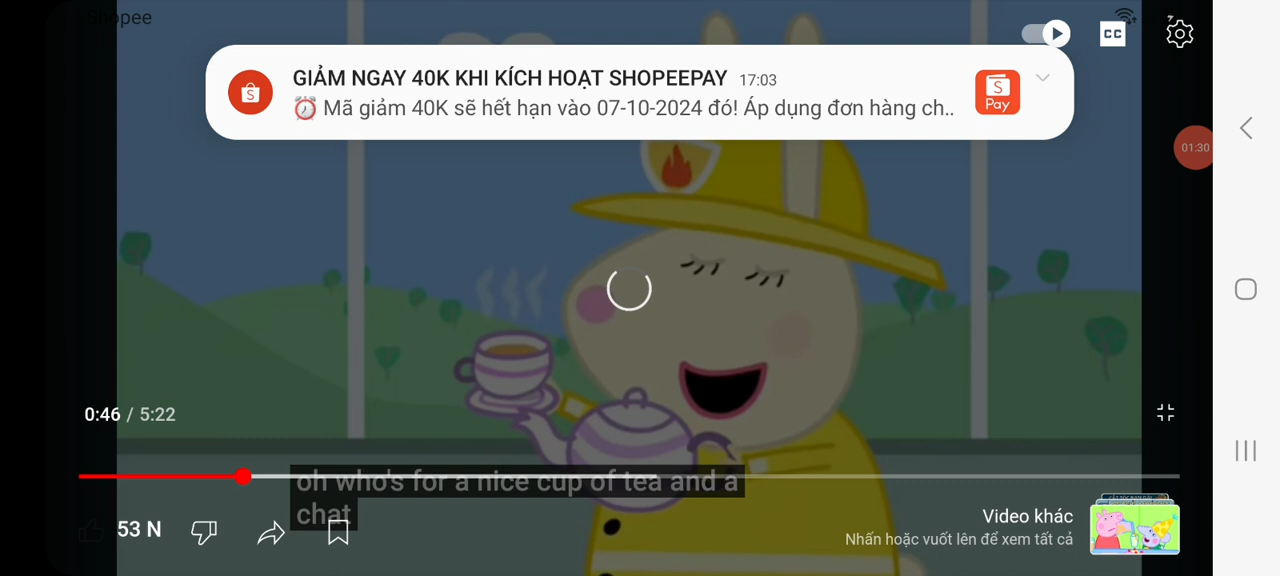 Shopee
CC
GIẢM NGAY 40K KHI KÍCH HOẠT SHOPEEPAY 17:03
⏰ Mã giảm 40K sẽ hết hạn vào 07-10-2024 đó! Áp dụng đơn hàng ch..
S
S
Pay
01:30
0:46 / 5:22
oh who's for a nice cup of tea and a
chat
53 N
Video khác
Nhấn hoặc vuốt lên để xem tất cả